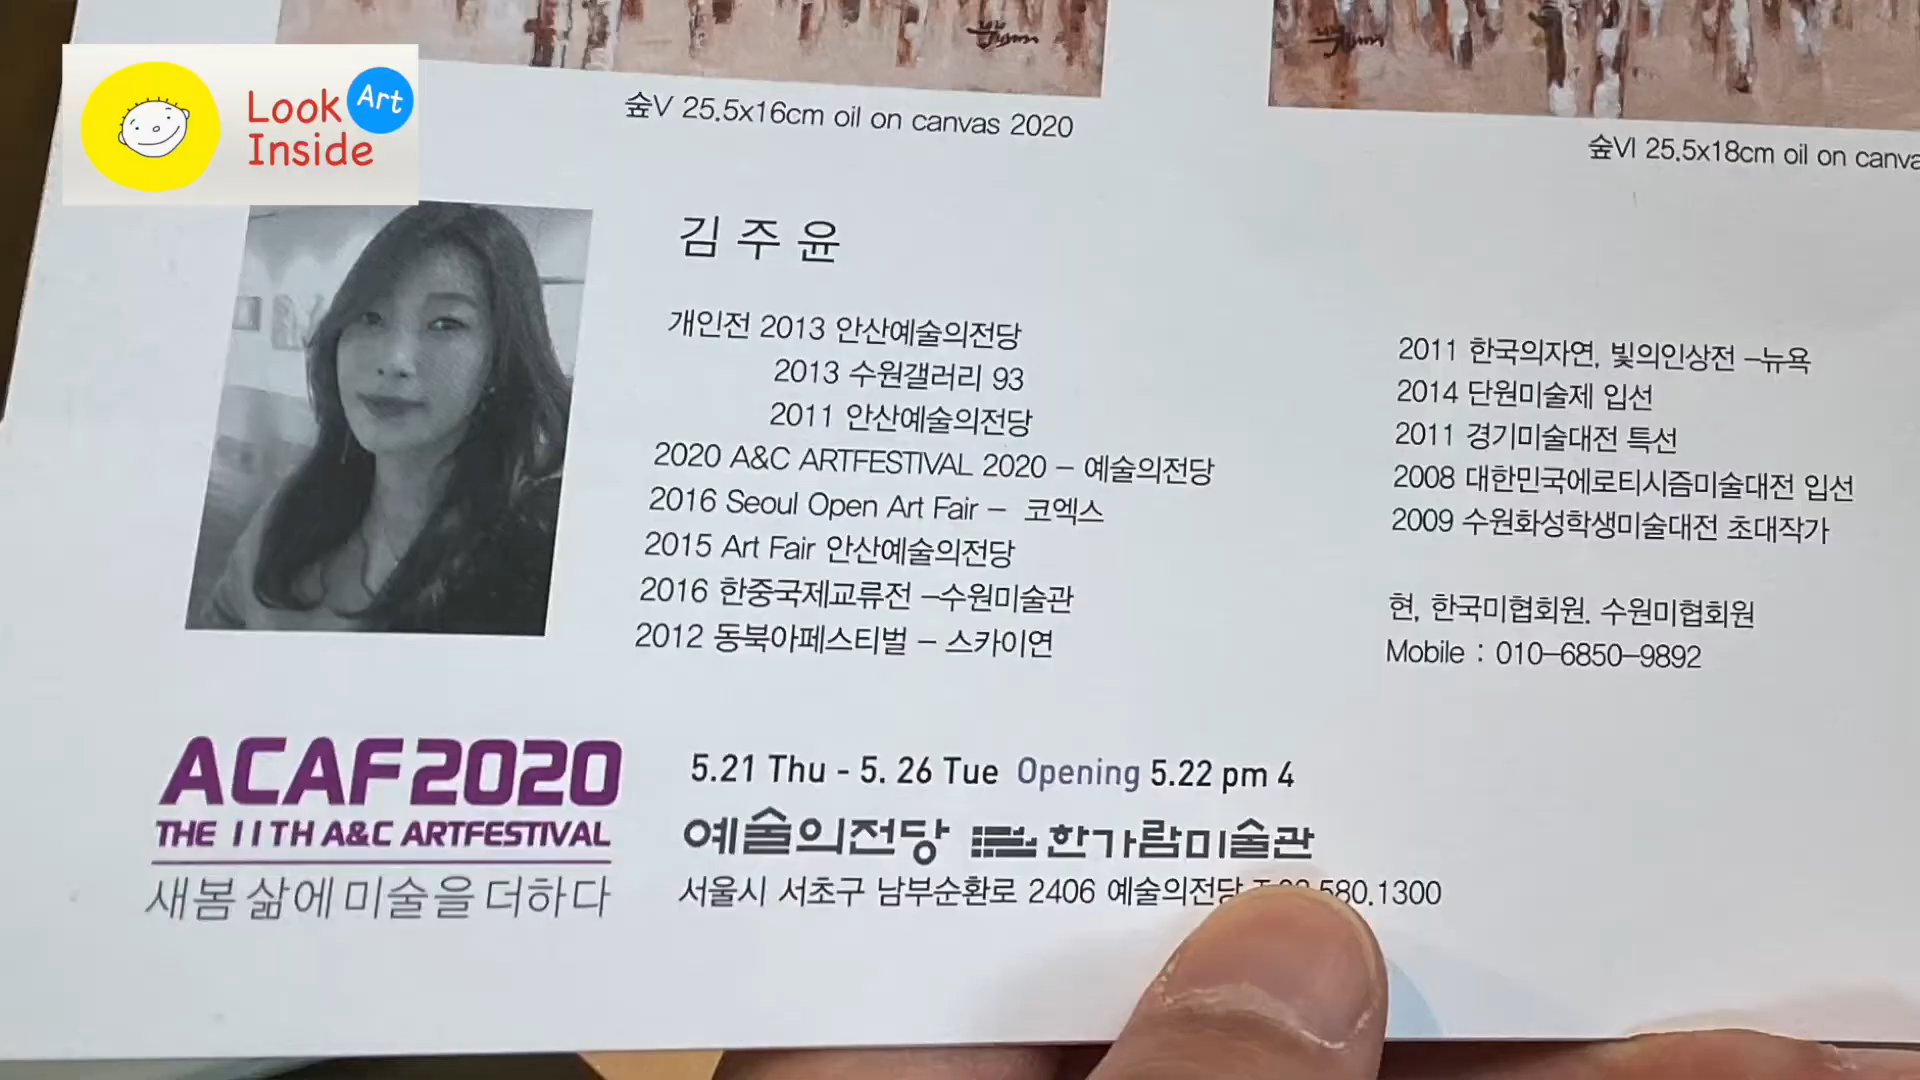 Look Art
Inside
숲V 25.5x16cm oil on canvas 2020
숲VI 25.5x18cm oil on
김 주 윤
개인전 2013 안산예술의전당
2013 수원갤러리 93
2011 안산예술의전당
2020 A&C ARTFESTIVAL 2020 – 예술의전당
2016 Seoul Open Art Fair – 코엑스
2015 Art Fair 안산예술의전당
2016 한중국제교류전 –수원미술관
2012 동북아페스티벌 – 스카이연
2011 한국의자연, 빛의인상전 –뉴욕
2014 단원미술제 입선
2011 경기미술대전 특선
2008 대한민국에로티시즘미술대전 입선
2009 수원화성학생미술대전 초대작가
현, 한국미협회원. 수원미협회원
Mobile : 010–6850–9892
ACAF2020
THE 11TH A&C ARTFESTIVAL
새봄 삶에 미술을 더하다
5.21 Thu - 5. 26 Tue Opening 5.22 pm 4
예술의전당 한가람미술관
서울시 서초구 남부순환로 2406 예술의전당 580.1300